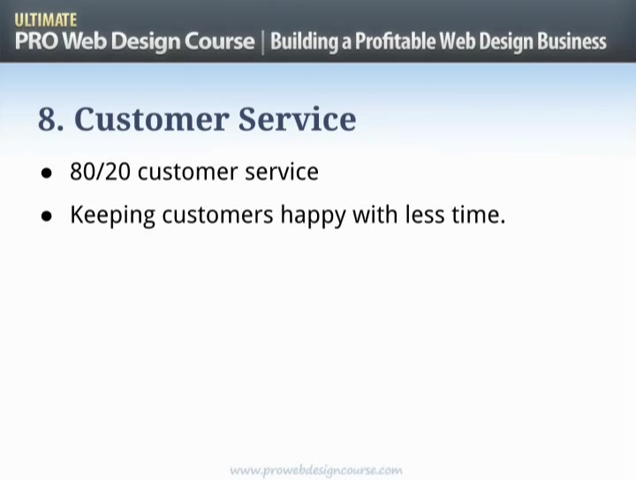 ULTIMATE
PRO Web Design Course | Building a Profitable Web Design Business
8. Customer Service
● 80/20 customer service
● Keeping customers happy with less time.
www.prowebdesigncourse.com